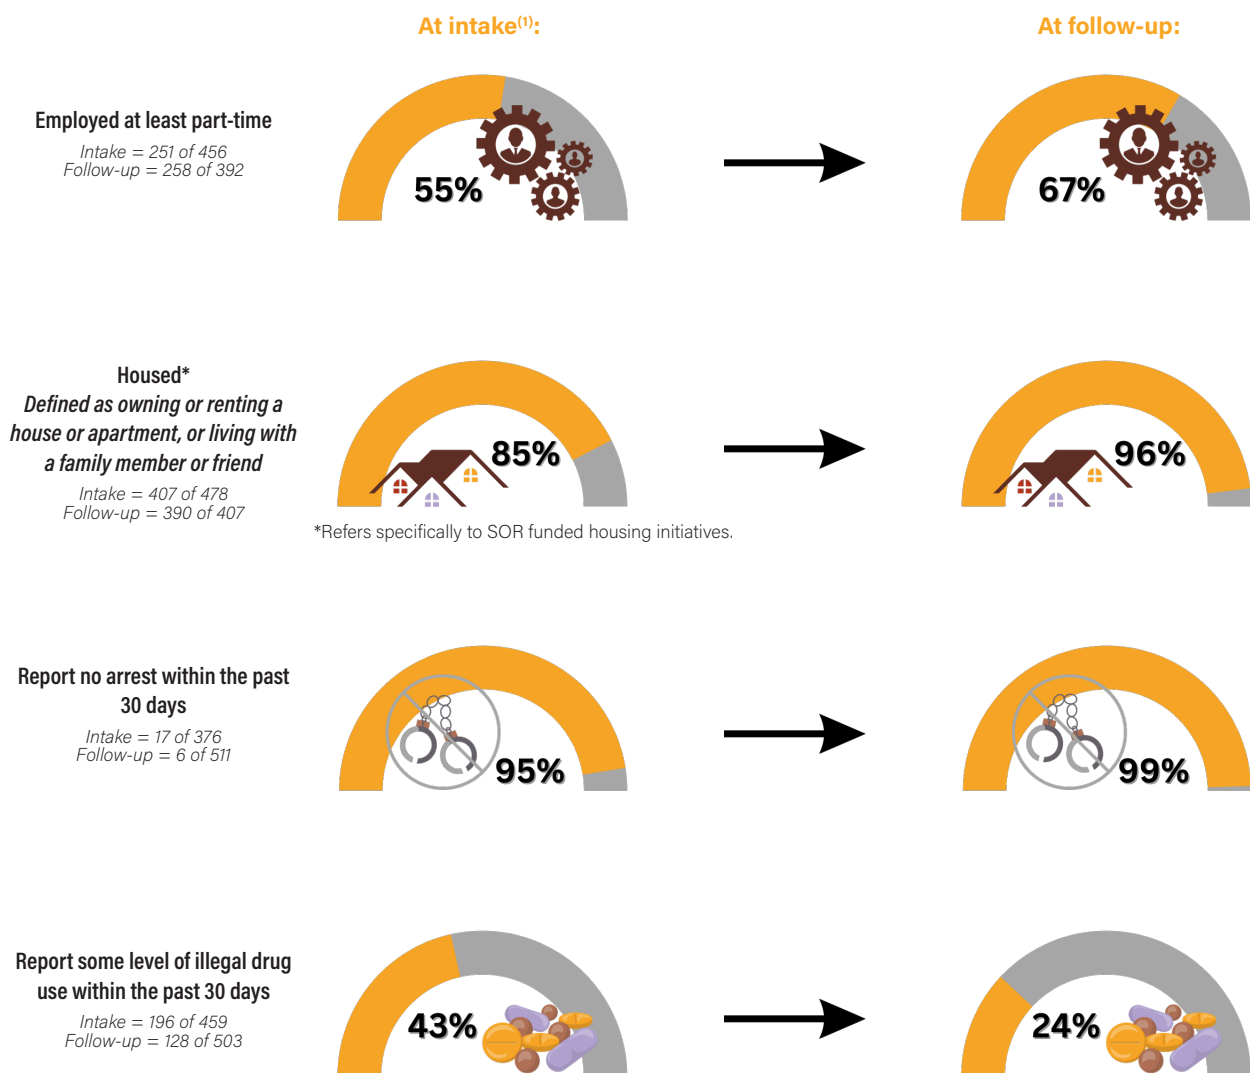 At intake(1):
At follow-up:
Employed at least part-time
Intake = 251 of 456
Follow-up = 258 of 392
55%
67%
Housed*
Defined as owning or renting a
house or apartment, or living with
a family member or friend
Intake = 407 of 478
Follow-up = 390 of 407
85%
96%
*Refers specifically to SOR funded housing initiatives.
Report no arrest within the past
30 days
Intake = 17 of 376
Follow-up = 6 of 511
95%
99%
Report some level of illegal drug
use within the past 30 days
Intake = 196 of 459
Follow-up = 128 of 503
43%
24%